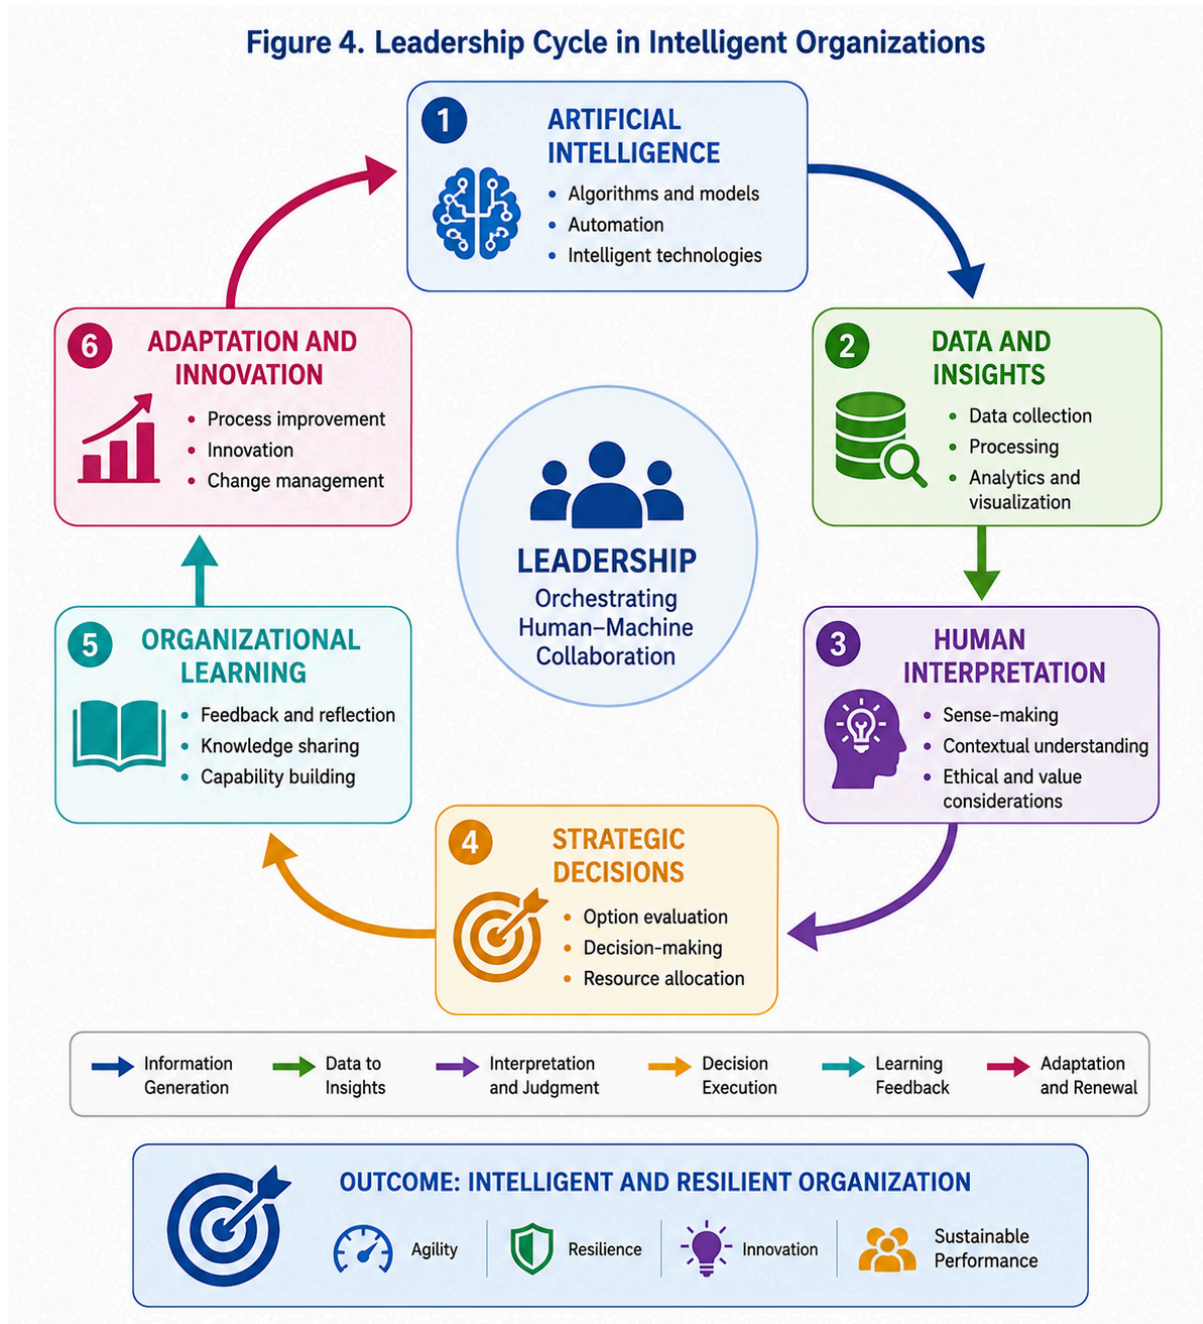 Figure 4. Leadership Cycle in Intelligent Organizations
1
ARTIFICIAL
INTELLIGENCE
• Algorithms and models
• Automation
• Intelligent technologies
2
DATA AND
INSIGHTS
• Data collection
• Processing
• Analytics and
visualization
3
HUMAN
INTERPRETATION
• Sense-making
• Contextual understanding
• Ethical and value
considerations
4
STRATEGIC
DECISIONS
• Option evaluation
• Decision-making
• Resource allocation
5
ORGANIZATIONAL
LEARNING
• Feedback and reflection
• Knowledge sharing
• Capability building
6
ADAPTATION AND
INNOVATION
• Process improvement
• Innovation
• Change management
LEADERSHIP
Orchestrating
Human–Machine
Collaboration
Information
Generation
Data to
Insights
Interpretation
and Judgment
Decision
Execution
Learning
Feedback
Adaptation
and Renewal
OUTCOME: INTELLIGENT AND RESILIENT ORGANIZATION
Agility
Resilience
Innovation
Sustainable
Performance